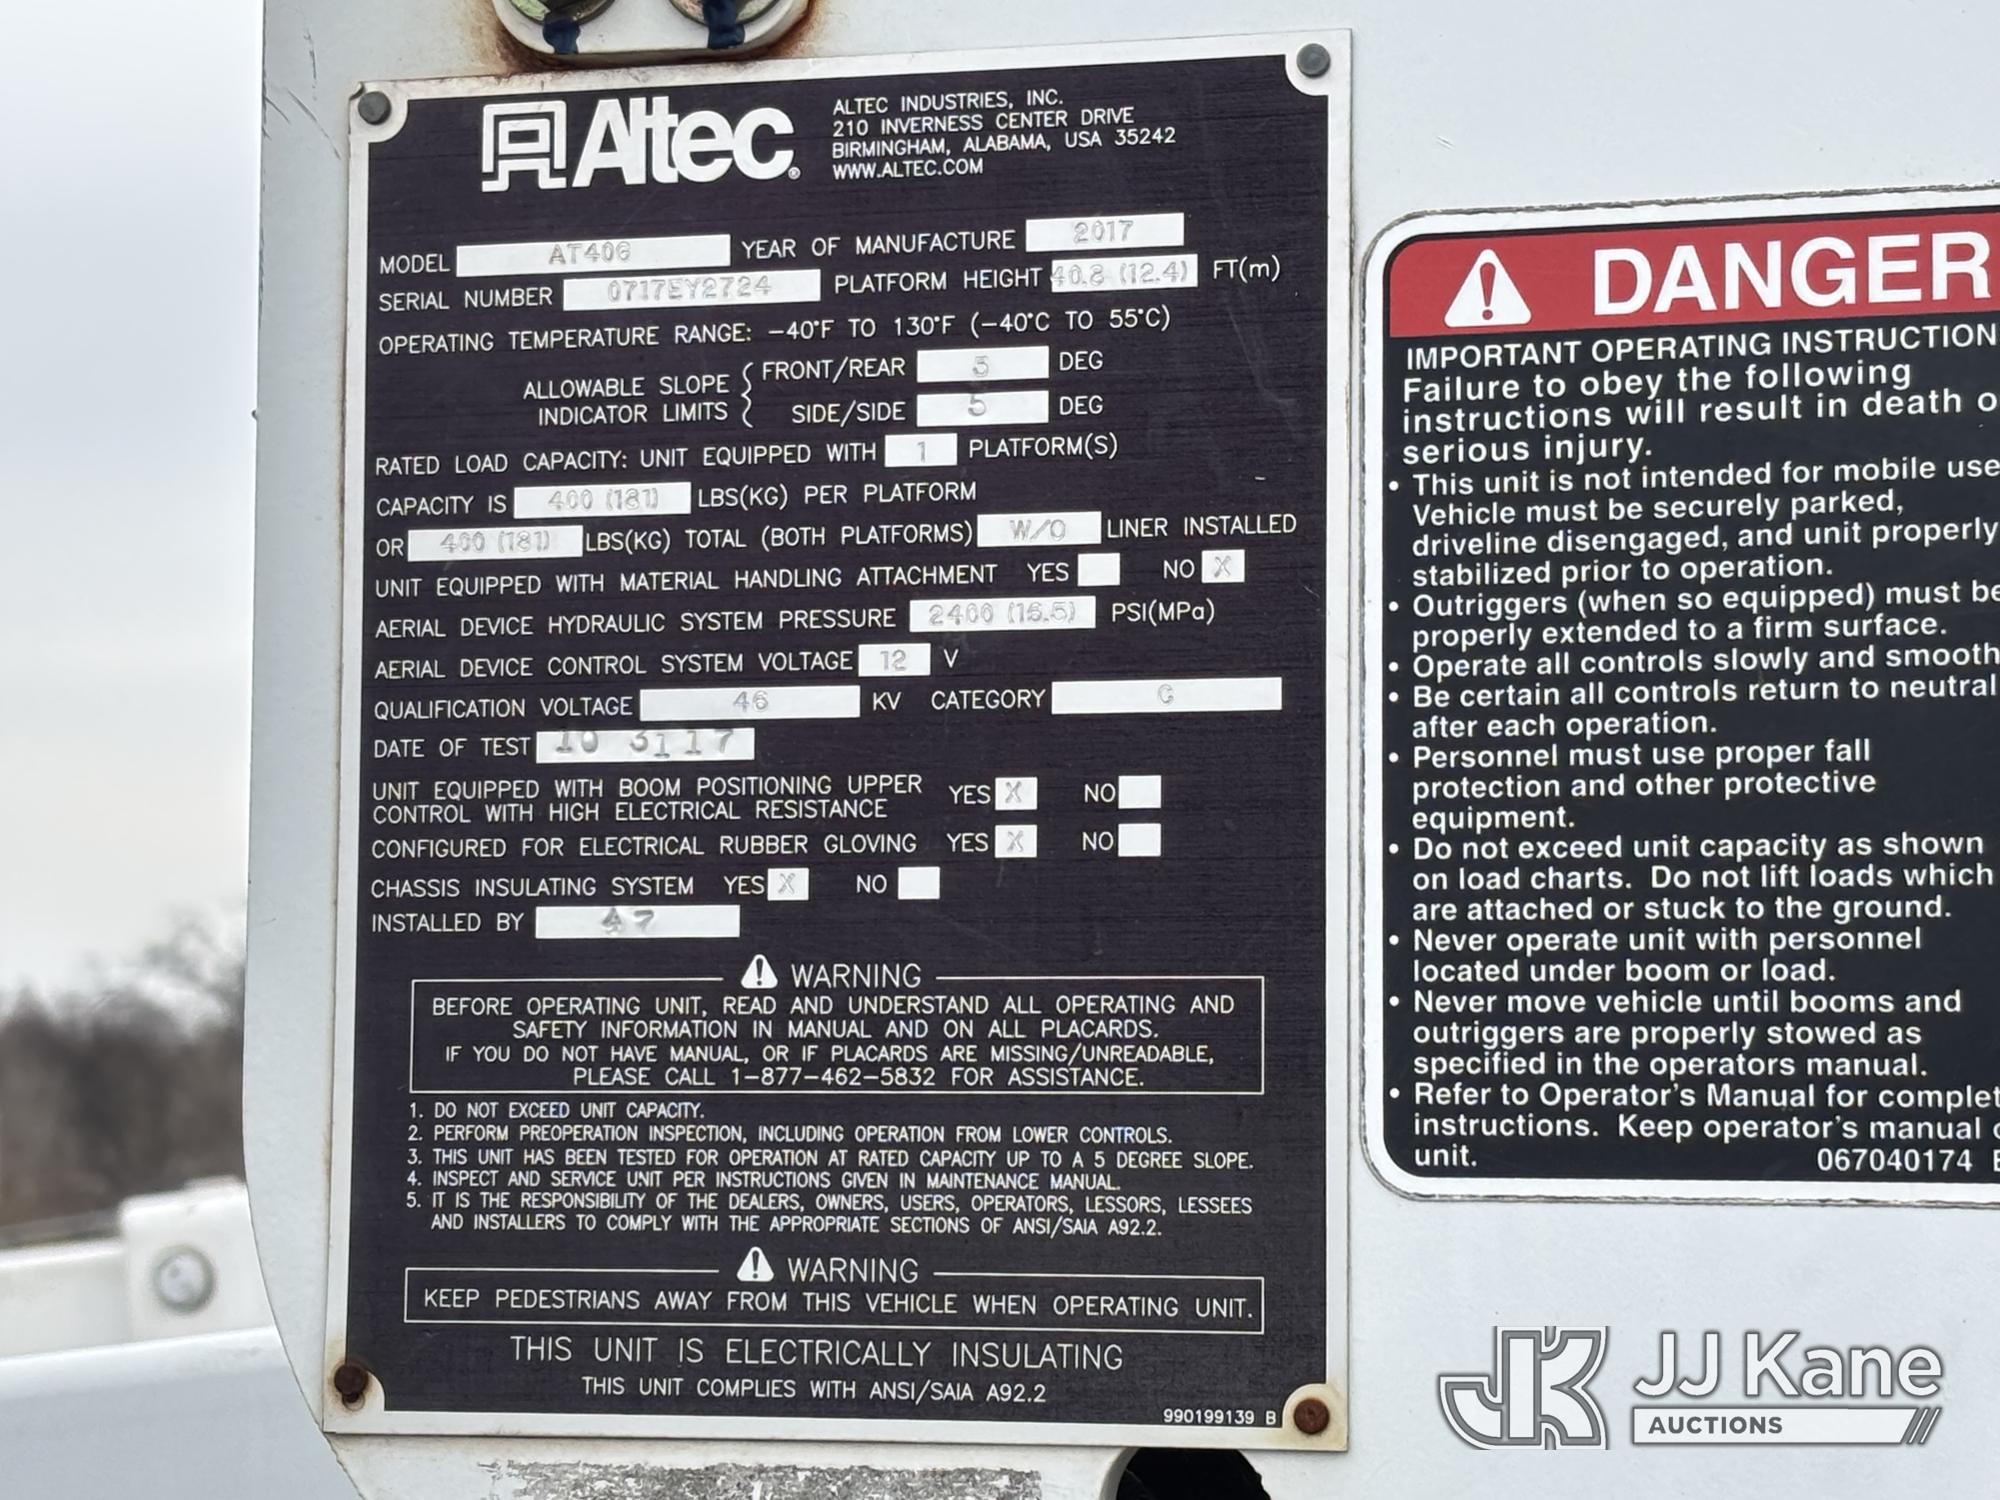 Altec®
ALTEC INDUSTRIES, INC.
210 INVERNESS CENTER DRIVE
BIRMINGHAM, ALABAMA, USA 35242
WWW.ALTEC.COM
MODEL AT40G YEAR OF MANUFACTURE 2017
SERIAL NUMBER 0717EY2724 PLATFORM HEIGHT 40.8 (12.4) FT(m)
OPERATING TEMPERATURE RANGE: -40°F TO 130°F (-40°C TO 55°C)
ALLOWABLE SLOPE INDICATOR LIMITS { FRONT/REAR 5 DEG
SIDE/SIDE 5 DEG
RATED LOAD CAPACITY: UNIT EQUIPPED WITH 1 PLATFORM(S)
CAPACITY IS 400 (181) LBS(KG) PER PLATFORM
OR 400 (181) LBS(KG) TOTAL (BOTH PLATFORMS) W/O LINER INSTALLED
UNIT EQUIPPED WITH MATERIAL HANDLING ATTACHMENT YES NO X
AERIAL DEVICE HYDRAULIC SYSTEM PRESSURE 2400 (16.5) PSI(MPa)
AERIAL DEVICE CONTROL SYSTEM VOLTAGE 12 V
QUALIFICATION VOLTAGE 46 KV CATEGORY C
DATE OF TEST 10 31 17
UNIT EQUIPPED WITH BOOM POSITIONING UPPER
CONTROL WITH HIGH ELECTRICAL RESISTANCE YES X NO
CONFIGURED FOR ELECTRICAL RUBBER GLOVING YES X NO
CHASSIS INSULATING SYSTEM YES X NO
INSTALLED BY 47
WARNING
BEFORE OPERATING UNIT, READ AND UNDERSTAND ALL OPERATING AND
SAFETY INFORMATION IN MANUAL AND ON ALL PLACARDS.
IF YOU DO NOT HAVE MANUAL, OR IF PLACARDS ARE MISSING/UNREADABLE,
PLEASE CALL 1-877-462-5832 FOR ASSISTANCE.
1. DO NOT EXCEED UNIT CAPACITY.
2. PERFORM PREOPERATION INSPECTION, INCLUDING OPERATION FROM LOWER CONTROLS.
3. THIS UNIT HAS BEEN TESTED FOR OPERATION AT RATED CAPACITY UP TO A 5 DEGREE SLOPE.
4. INSPECT AND SERVICE UNIT PER INSTRUCTIONS GIVEN IN MAINTENANCE MANUAL.
5. IT IS THE RESPONSIBILITY OF THE DEALERS, OWNERS, USERS, OPERATORS, LESSORS, LESSEES
AND INSTALLERS TO COMPLY WITH THE APPROPRIATE SECTIONS OF ANSI/SAIA A92.2.
WARNING
KEEP PEDESTRIANS AWAY FROM THIS VEHICLE WHEN OPERATING UNIT.
THIS UNIT IS ELECTRICALLY INSULATING
THIS UNIT COMPLIES WITH ANSI/SAIA A92.2
990199139 B
DANGER
IMPORTANT OPERATING INSTRUCTION
Failure to obey the following
instructions will result in death o
serious injury.
• This unit is not intended for mobile use
Vehicle must be securely parked,
driveline disengaged, and unit properly
stabilized prior to operation.
• Outriggers (when so equipped) must be
properly extended to a firm surface.
• Operate all controls slowly and smooth
• Be certain all controls return to neutral
after each operation.
• Personnel must use proper fall
protection and other protective
equipment.
• Do not exceed unit capacity as shown
on load charts. Do not lift loads which
are attached or stuck to the ground.
• Never operate unit with personnel
located under boom or load.
• Never move vehicle until booms and
outriggers are properly stowed as
specified in the operators manual.
• Refer to Operator's Manual for complet
instructions. Keep operator's manual o
unit.
067040174
JJ Kane
AUCTIONS